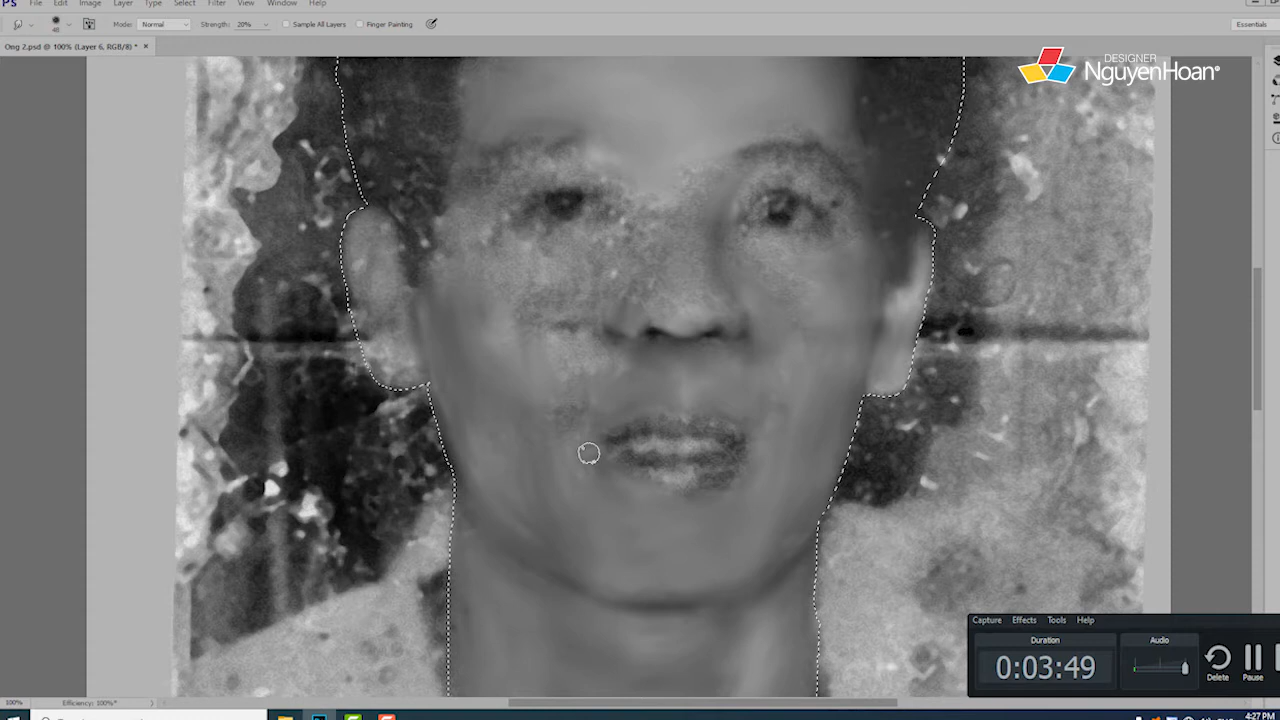 PS File Edit Image Layer Type Select Filter View Window Help
Mode: Normal Strength: 20% Sample All Layers Finger Painting Essentials
Ong 2.psd @ 100% (Layer 6, RGB/8) * ×
DESIGNER
NguyenHoan®
Capture Effects Tools Help
Duration Audio
0:03:49
Delete Pause
100% Efficiency: 100%*
4:27 PM